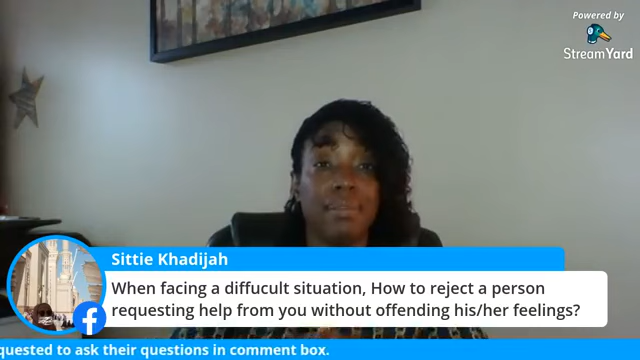 Powered by
StreamYard
Sittie Khadijah
When facing a diffucult situation, How to reject a person
requesting help from you without offending his/her feelings?
quested to ask their questions in comment box.